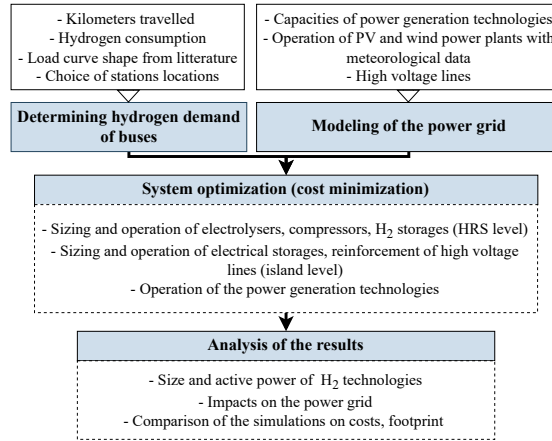 - Kilometers travelled
- Hydrogen consumption
- Load curve shape from litterature
- Choice of stations locations
- Capacities of power generation technologies
- Operation of PV and wind power plants with
meteorological data
- High voltage lines
Determining hydrogen demand
of buses
Modeling of the power grid
System optimization (cost minimization)
- Sizing and operation of electrolysers, compressors, H₂ storages (HRS level)
- Sizing and operation of electrical storages, reinforcement of high voltage
lines (island level)
- Operation of the power generation technologies
Analysis of the results
- Size and active power of H₂ technologies
- Impacts on the power grid
- Comparison of the simulations on costs, footprint